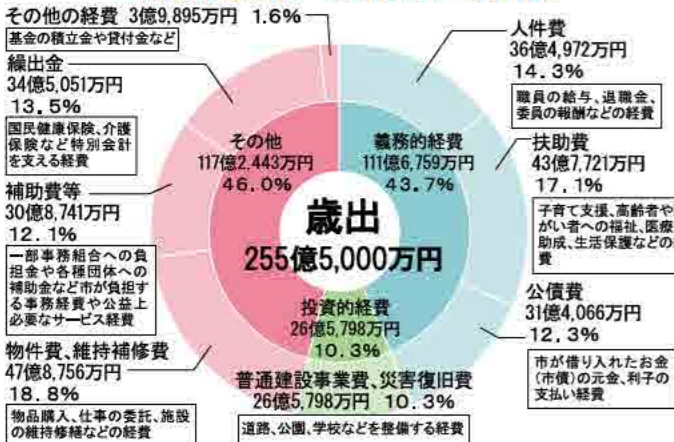 その他の経費 3億9,895万円 1.6%
基金の積立金や貸付金など
繰出金
34億5,051万円
13.5%
国民健康保険、介護
保険など特別会計
を支える経費
補助費等
30億8,741万円
12.1%
一部事務組合への負
担金や各種団体への
補助金など市が負担す
る事務経費や公益上
必要なサービス経費
物件費、維持補修費
47億8,756万円
18.8%
物品購入、仕事の委託、施設
の維持修繕などの経費
その他
117億2,443万円
46.0%
義務的経費
111億6,759万円
43.7%
歳出
255億5,000万円
投資的経費
26億5,798万円
10.3%
普通建設事業費、災害復旧費
26億5,798万円 10.3%
道路、公園、学校などを整備する経費
人件費
36億4,972万円
14.3%
職員の給与、退職金、
委員の報酬などの経費
扶助費
43億7,721万円
17.1%
子育て支援、高齢者や
がい者への福祉、医療
助成、生活保護などの
費
公債費
31億4,066万円
12.3%
市が借り入れたお金
(市債)の元金、利子の
支払い経費